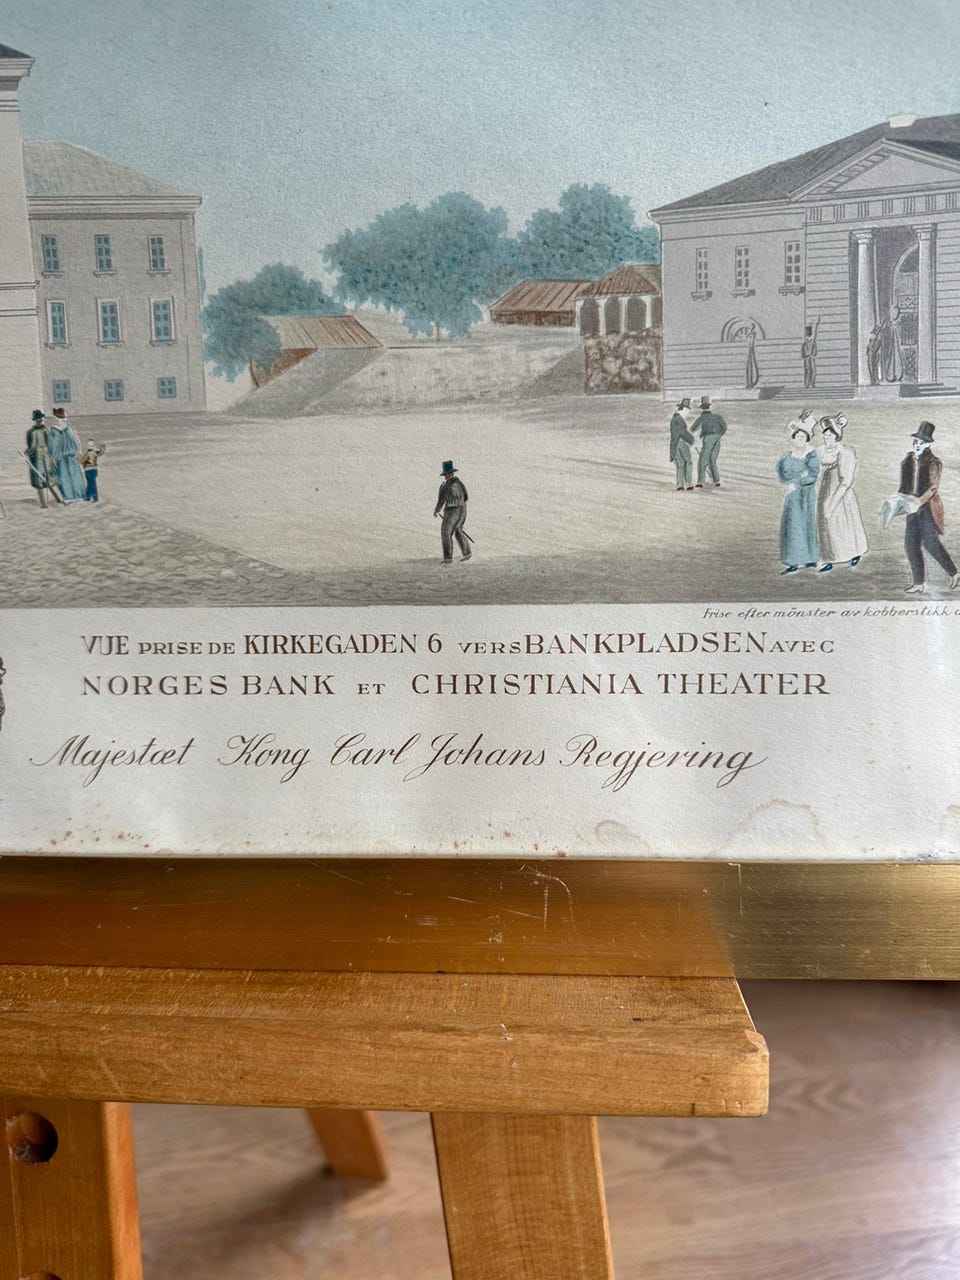 Frise efter mönster av kobberstikk
VUE PRISE DE KIRKEGADEN 6 VERS BANKPLADSEN AVEC
NORGES BANK ET CHRISTIANIA THEATER
Majestæt Kong Carl Johans Regjering